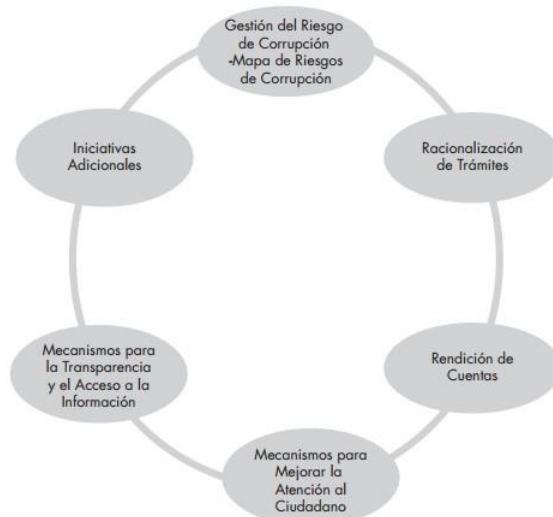 Gestión del Riesgo
de Corrupción
-Mapa de Riesgos
de Corrupción
Racionalización
de Trámites
Rendición de
Cuentas
Mecanismos para
Mejorar la
Atención al
Ciudadano
Mecanismos para
la Transparencia
y el Acceso a la
Información
Iniciativas
Adicionales